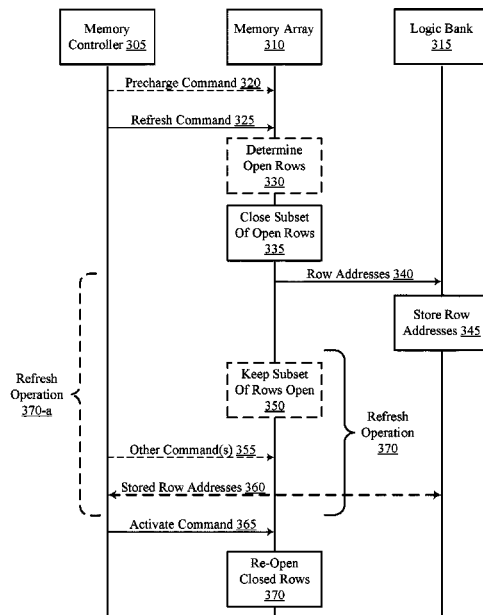 Memory
Controller 305
Memory Array
310
Logic Bank
315
Precharge Command 320
Refresh Command 325
Determine
Open Rows
330
Close Subset
Of Open Rows
335
Row Addresses 340
Store Row
Addresses 345
Refresh
Operation
370-a
Keep Subset
Of Rows Open
350
Refresh
Operation
370
Other Command(s) 355
Stored Row Addresses 360
Activate Command 365
Re-Open
Closed Rows
370